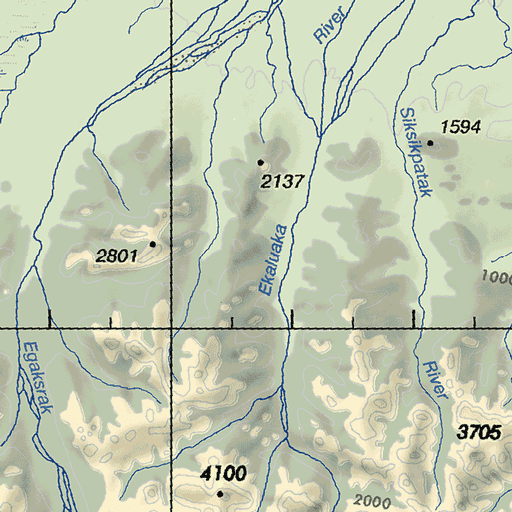 River
Siksikpatak
1594
2137
2801
Ekaluaka
1000
Egaksrak
River
3705
4100
2000